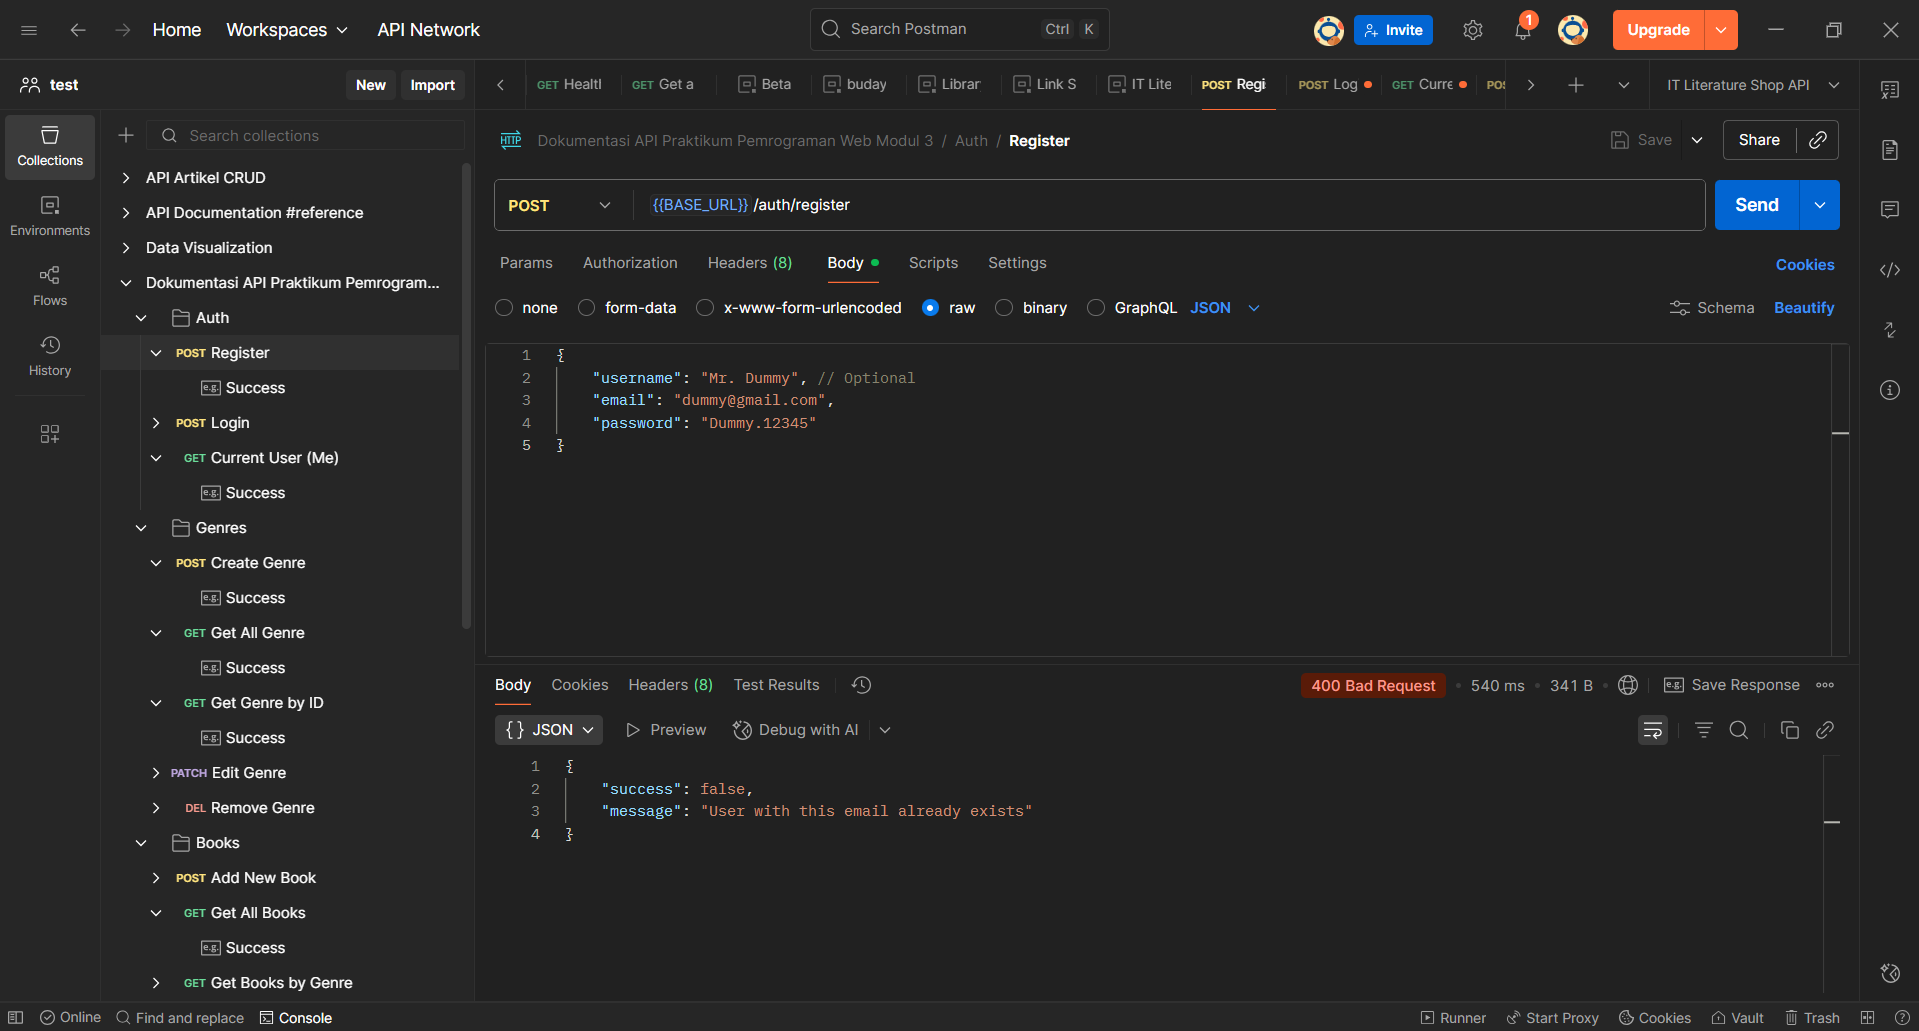 Home Workspaces API Network
Search Postman Ctrl K
Invite 1 Upgrade
test New Import
GET Healtl GET Get a Beta buday Librar Link S IT Lite POST Regi POST Log GET Curre POS IT Literature Shop API
Collections
Environments
Flows
History
Search collections
API Artikel CRUD
API Documentation #reference
Data Visualization
Dokumentasi API Praktikum Pemrogram...
Auth
POST Register
e.g. Success
POST Login
GET Current User (Me)
e.g. Success
Genres
POST Create Genre
e.g. Success
GET Get All Genre
e.g. Success
GET Get Genre by ID
e.g. Success
PATCH Edit Genre
DEL Remove Genre
Books
POST Add New Book
GET Get All Books
e.g. Success
GET Get Books by Genre
HTTP Dokumentasi API Praktikum Pemrograman Web Modul 3 / Auth / Register
Save Share
POST {{BASE_URL}} /auth/register Send
Params Authorization Headers (8) Body Scripts Settings Cookies
none form-data x-www-form-urlencoded raw binary GraphQL JSON Schema Beautify
1 {
2 "username": "Mr. Dummy", // Optional
3 "email": "dummy@gmail.com",
4 "password": "Dummy.12345"
5 }
Body Cookies Headers (8) Test Results 400 Bad Request 540 ms 341 B e.g. Save Response
{} JSON Preview Debug with AI
1 {
2 "success": false,
3 "message": "User with this email already exists"
4 }
Online Find and replace Console Runner Start Proxy Cookies Vault Trash